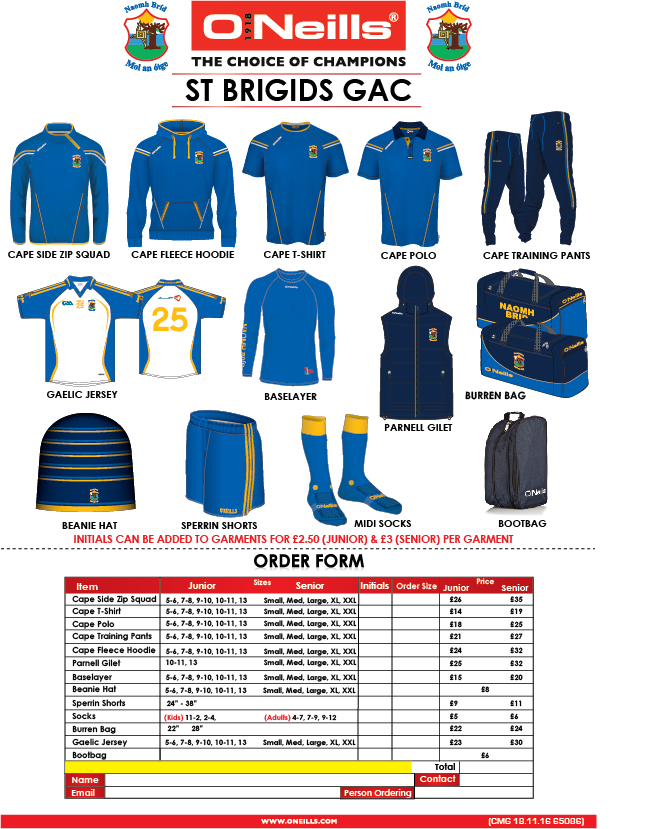 Naomh Bríd
Mol an óige
1918
O'Neills®
THE CHOICE OF CHAMPIONS
Naomh Bríd
Mol an óige
ST BRIGIDS GAC
CAPE SIDE ZIP SQUAD
CAPE FLEECE HOODIE
CAPE T-SHIRT
CAPE POLO
CAPE TRAINING PANTS
GAA
25
NAOMH
BRÍD
O'Neills
O'Neills
GAELIC JERSEY
BASELAYER
PARNELL GILET
BURREN BAG
O'NEILLS
O'Neills
O'Neills
BEANIE HAT
SPERRIN SHORTS
MIDI SOCKS
BOOTBAG
INITIALS CAN BE ADDED TO GARMENTS FOR £2.50 (JUNIOR) & £3 (SENIOR) PER GARMENT
ORDER FORM
Item Junior Sizes Senior Initials Order Size Junior Price Senior
Cape Side Zip Squad 5-6, 7-8, 9-10, 10-11, 13 Small, Med, Large, XL, XXL £26 £35
Cape T-Shirt 5-6, 7-8, 9-10, 10-11, 13 Small, Med, Large, XL, XXL £14 £19
Cape Polo 5-6, 7-8, 9-10, 10-11, 13 Small, Med, Large, XL, XXL £18 £25
Cape Training Pants 5-6, 7-8, 9-10, 10-11, 13 Small, Med, Large, XL, XXL £21 £27
Cape Fleece Hoodie 5-6, 7-8, 9-10, 10-11, 13 Small, Med, Large, XL, XXL £24 £32
Parnell Gilet 10-11, 13 Small, Med, Large, XL, XXL £25 £32
Baselayer 5-6, 7-8, 9-10, 10-11, 13 Small, Med, Large, XL, XXL £15 £20
Beanie Hat 5-6, 7-8, 9-10, 10-11, 13 Small, Med, Large, XL, XXL £8
Sperrin Shorts 24" - 38" £9 £11
Socks (Kids) 11-2, 2-4, (Adults) 4-7, 7-9, 9-12 £5 £6
Burren Bag 22" 28" £22 £24
Gaelic Jersey 5-6, 7-8, 9-10, 10-11, 13 Small, Med, Large, XL, XXL £23 £30
Bootbag £6
Total
Name Contact
Email Person Ordering
WWW.ONEILLS.COM (CMG 18.11.16 65086)